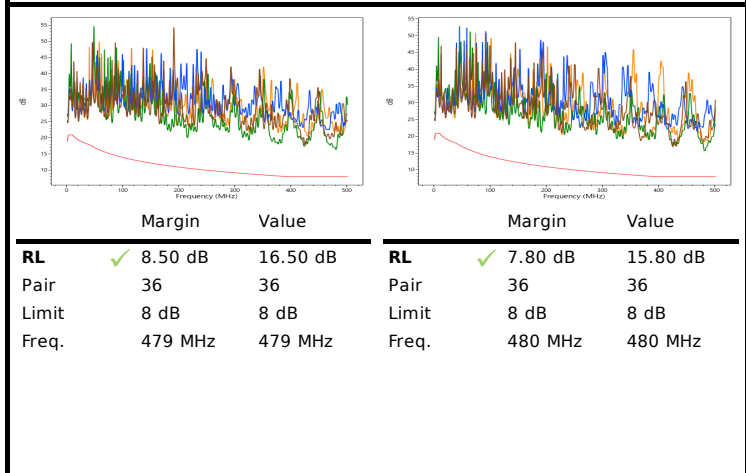 55
50
45
40
35
30
25
20
15
10
dB
0 100 200 300 400 500
Frequency (MHz)
Margin Value
RL 8.50 dB 16.50 dB
Pair 36 36
Limit 8 dB 8 dB
Freq. 479 MHz 479 MHz
55
50
45
40
35
30
25
20
15
10
dB
0 100 200 300 400 500
Frequency (MHz)
Margin Value
RL 7.80 dB 15.80 dB
Pair 36 36
Limit 8 dB 8 dB
Freq. 480 MHz 480 MHz